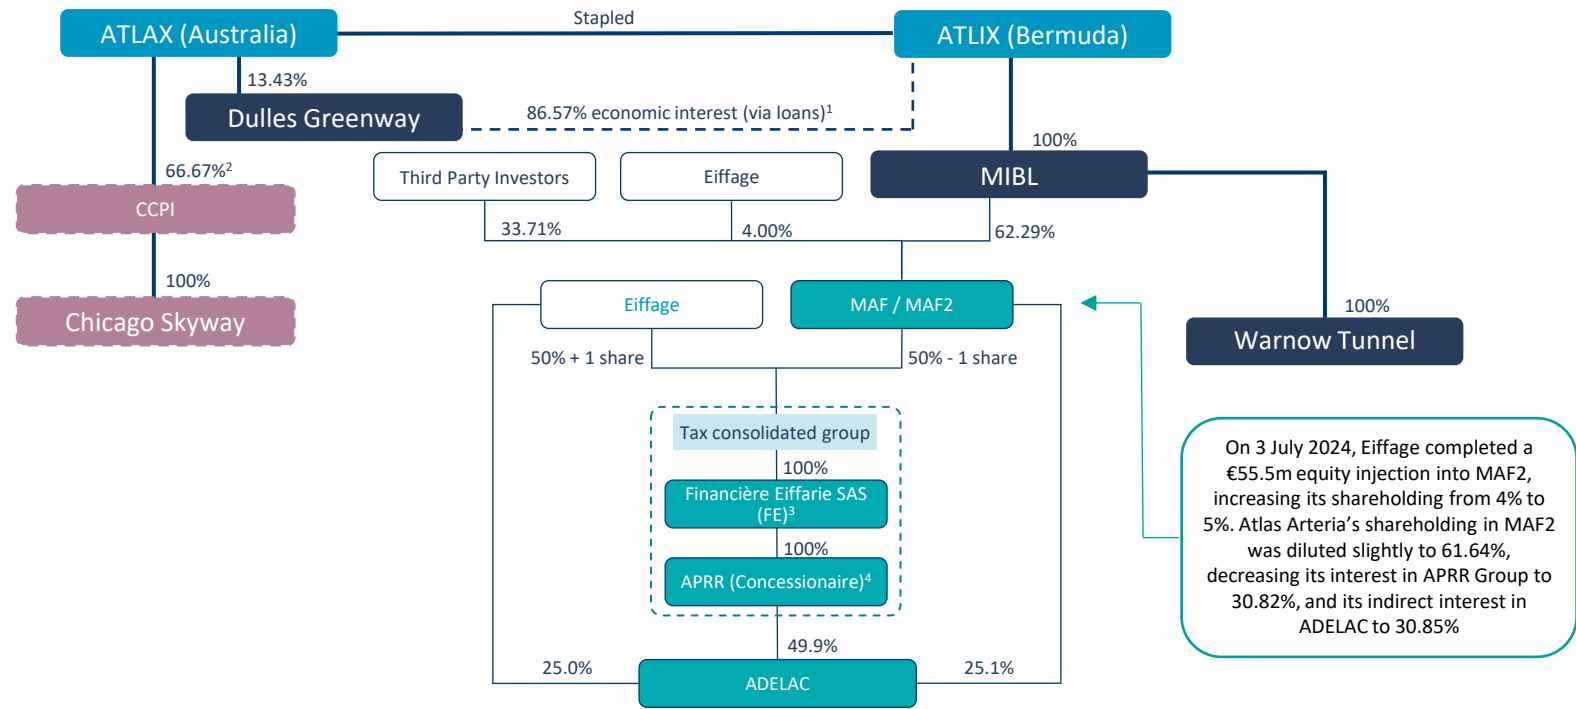 Stapled
ATLAX (Australia)
ATLIX (Bermuda)
13.43%
Dulles Greenway
86.57% economic interest (via loans)1
100%
66.67%2
Third Party Investors
Eiffage
MIBL
CCPI
33.71%
4.00%
62.29%
100%
Eiffage
MAF / MAF2
100%
Chicago Skyway
Warnow Tunnel
50% + 1 share
50% - 1 share
Tax consolidated group
100%
Financière Eiffarie SAS
(FE)3
100%
APRR (Concessionaire)4
On 3 July 2024, Eiffage completed a
€55.5m equity injection into MAF2,
increasing its shareholding from 4% to
5%. Atlas Arteria’s shareholding in MAF2
was diluted slightly to 61.64%,
decreasing its interest in APRR Group to
30.82%, and its indirect interest in
ADELAC to 30.85%
49.9%
25.0%
25.1%
ADELAC